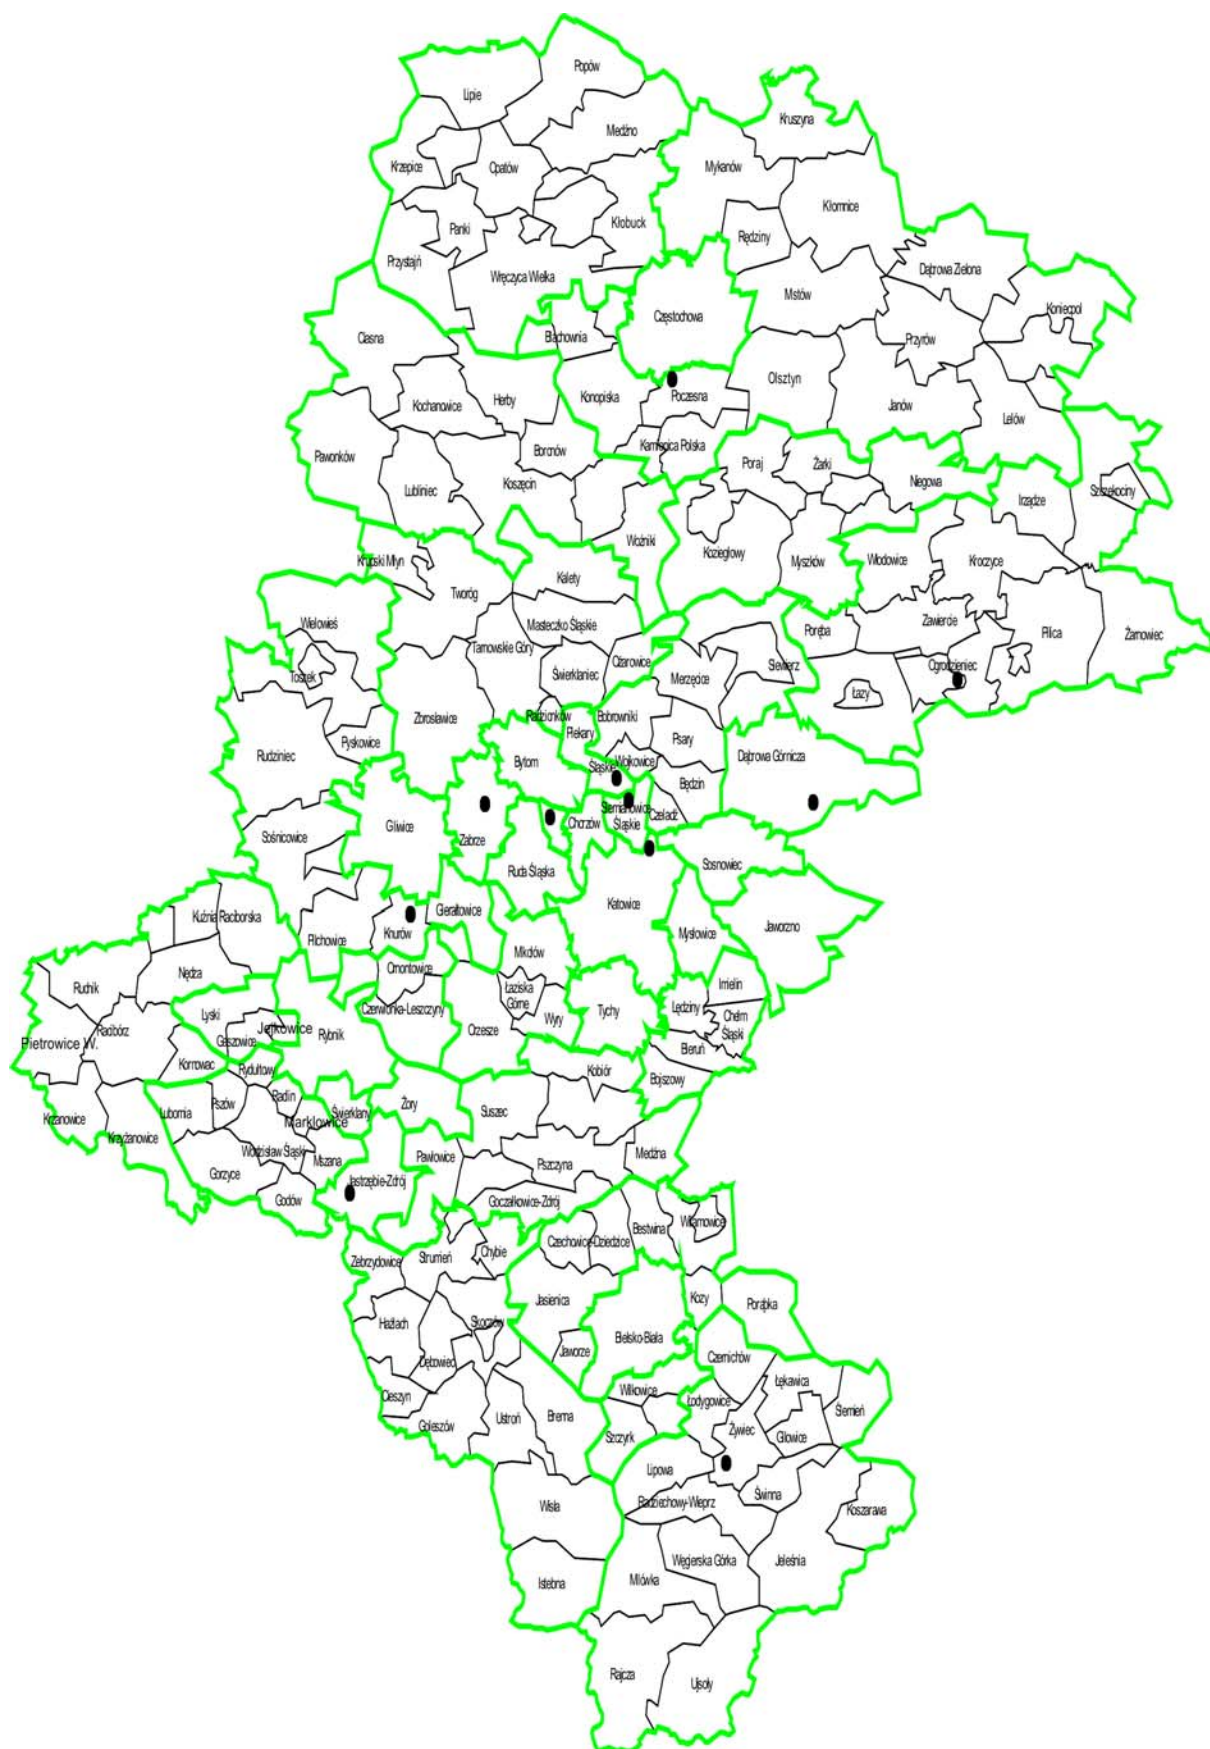 Popów
Lipie
Kruszyna
Miedźno
Krzepice
Opatów
Mykanów
Kłomnice
Kłobuck
Panki
Rędziny
Przystajń
Wręczyca Wielka
Dąbrowa Zielona
Mstów
Koniecpol
Częstochowa
Ciasna
Blachownia
Przyrów
Olsztyn
Konopiska
Poczesna
Herby
Kochanowice
Janów
Lelów
Kamienica Polska
Boronów
Pawonków
Poraj
Żarki
Koszęcin
Niegowa
Lubliniec
Szczekociny
Irządze
Woźniki
Koziegłowy
Myszków
Włodowice
Kroczyce
Krupski Młyn
Kalety
Tworóg
Wielowieś
Miasteczko Śląskie
Zawiercie
Poręba
Pilica
Żarnowiec
Tarnowskie Góry
Ożarowice
Siewierz
Ogrodzieniec
Toszek
Świerklaniec
Mierzęcice
Łazy
Zbrosławice
Radzionków
Bobrowniki
Piekary
Psary
Pyskowice
Rudziniec
Bytom
Wojkowice
Śląskie
Dąbrowa Górnicza
Będzin
Siemianowice
Śląskie
Czeladź
Chorzów
Gliwice
Sośnicowice
Zabrze
Sosnowiec
Ruda Śląska
Katowice
Gierałtowice
Kuźnia Raciborska
Jaworzno
Knurów
Mysłowice
Pilchowice
Mikołów
Ornontowice
Nędza
Rudnik
Łaziska
Górne
Imielin
Lędziny
Czerwionka-Leszczyny
Tychy
Chełm
Śląski
Lyski
Wyry
Racibórz
Jejkowice
Orzesze
Rybnik
Gaszowice
Pietrowice W.
Bieruń
Kornowac
Rydułtowy
Kobiór
Bojszowy
Radlin
Pszów
Żory
Suszec
Lubomia
Świerklany
Krzanowice
Marklowice
Krzyżanowice
Wodzisław Śląski
Mszana
Pawłowice
Miedźna
Pszczyna
Gorzyce
Jastrzębie-Zdrój
Godów
Goczałkowice-Zdrój
Wilamowice
Bestwina
Czechowice-Dziedzice
Chybie
Strumień
Zebrzydowice
Kozy
Jasienica
Porąbka
Hażlach
Skoczów
Bielsko-Biała
Jaworze
Czernichów
Dębowiec
Łękawica
Wilkowice
Cieszyn
Łodygowice
Ślemień
Brenna
Ustroń
Goleszów
Żywiec
Gilowice
Szczyrk
Lipowa
Świnna
Radziechowy-Wieprz
Wisła
Koszarawa
Węgierska Górka
Jeleśnia
Milówka
Istebna
Rajcza
Ujsoły